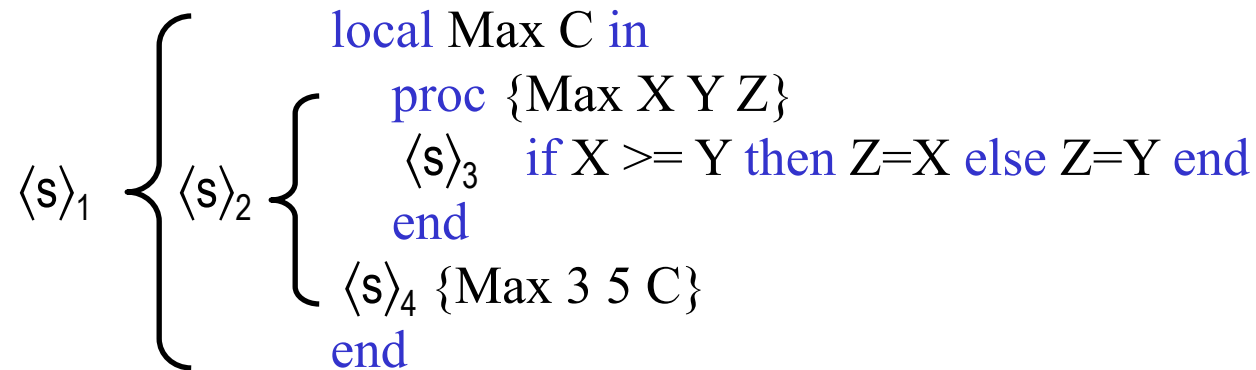 local Max C in
proc {Max X Y Z}
⟨s⟩3 if X >= Y then Z=X else Z=Y end
⟨s⟩1 ⟨s⟩2
end
⟨s⟩4 {Max 3 5 C}
end